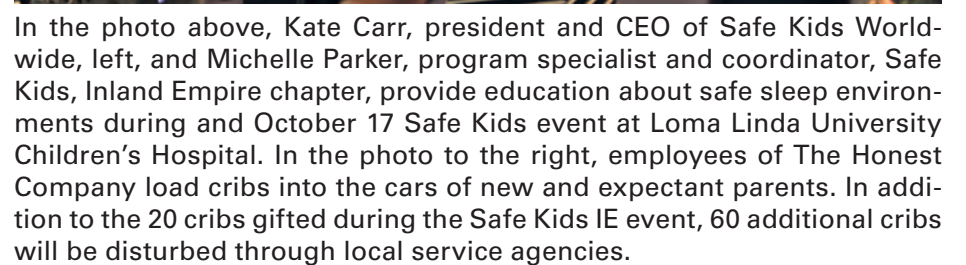 In the photo above, Kate Carr, president and CEO of Safe Kids World-
wide, left, and Michelle Parker, program specialist and coordinator, Safe
Kids, Inland Empire chapter, provide education about safe sleep environ-
ments during and October 17 Safe Kids event at Loma Linda University
Children’s Hospital. In the photo to the right, employees of The Honest
Company load cribs into the cars of new and expectant parents. In addi-
tion to the 20 cribs gifted during the Safe Kids IE event, 60 additional cribs
will be disturbed through local service agencies.